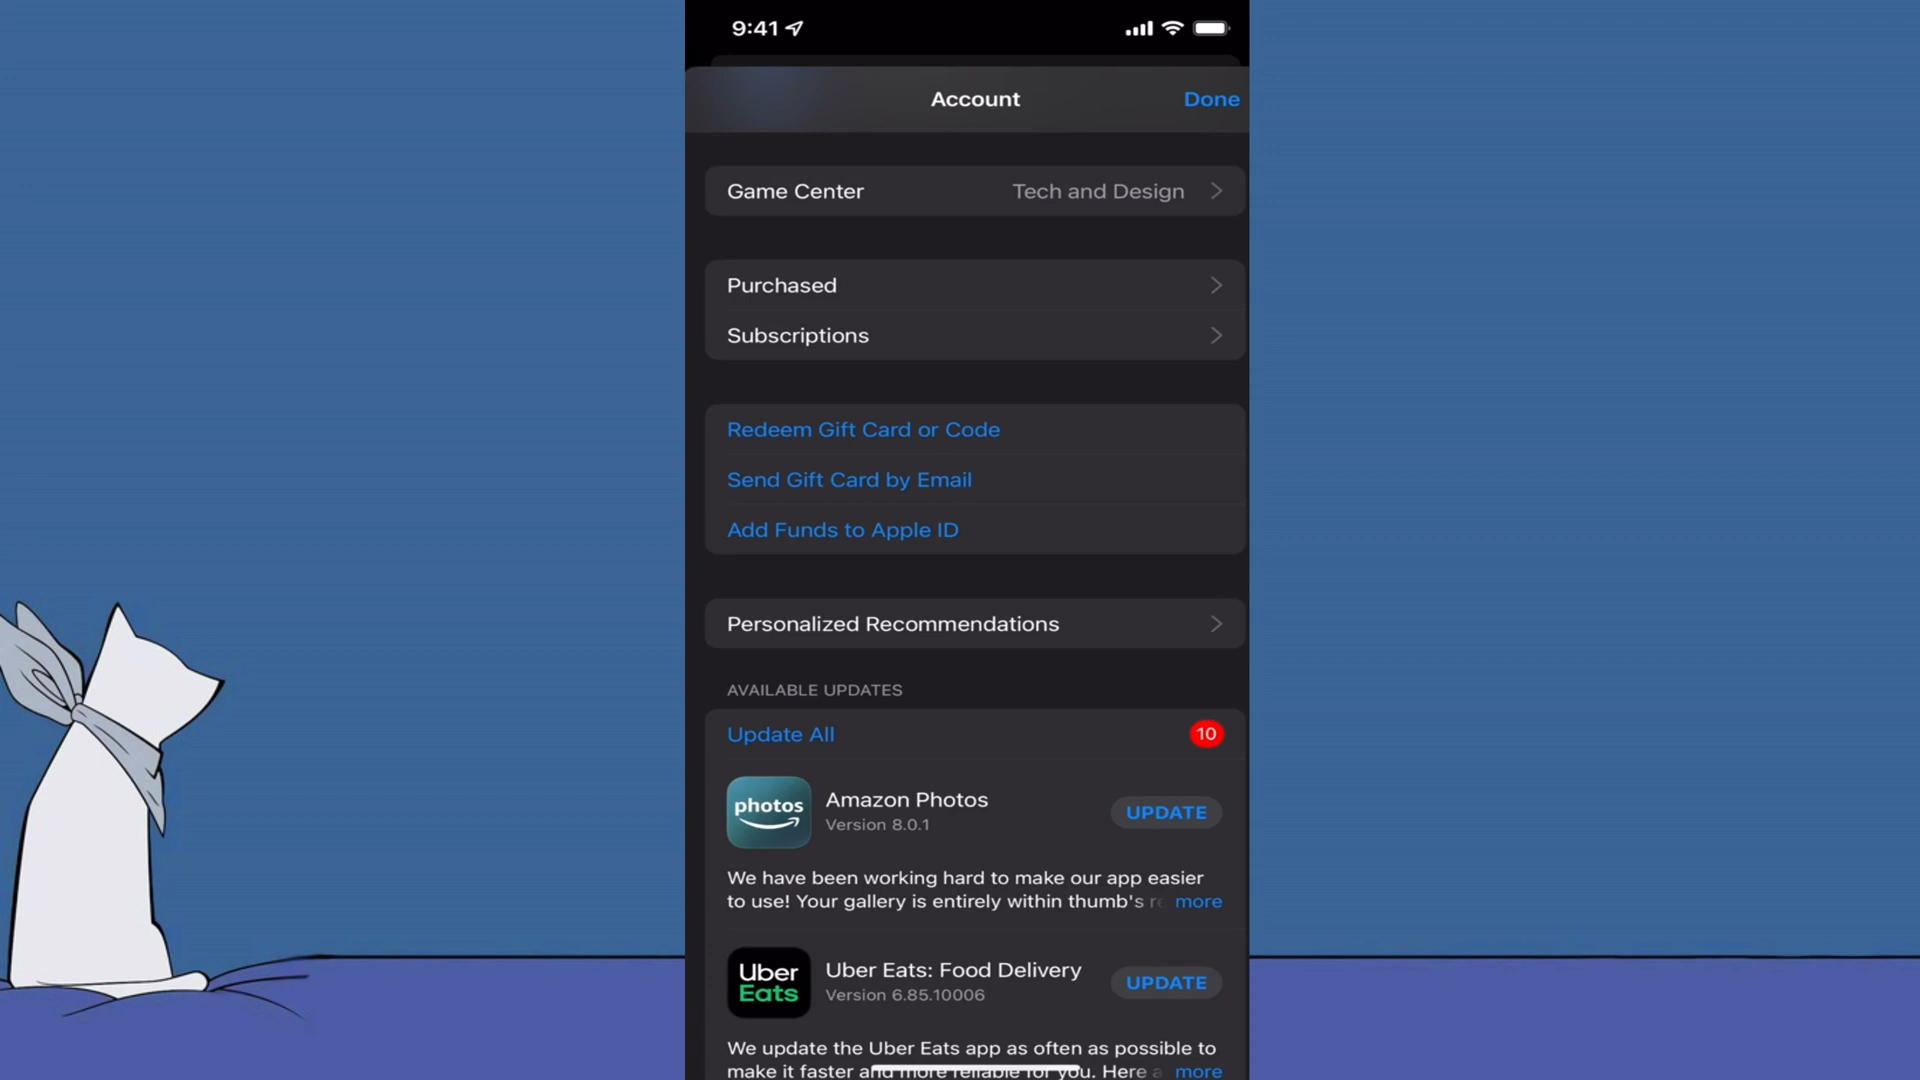 9:41
Account
Done
Game Center
Tech and Design
Purchased
Subscriptions
Redeem Gift Card or Code
Send Gift Card by Email
Add Funds to Apple ID
Personalized Recommendations
AVAILABLE UPDATES
Update All
10
photos
Amazon Photos
Version 8.0.1
UPDATE
We have been working hard to make our app easier
to use! Your gallery is entirely within thumb's more
Uber
Eats
Uber Eats: Food Delivery
Version 6.85.10006
UPDATE
We update the Uber Eats app as often as possible to
make it faster and more reliable for you. Here more